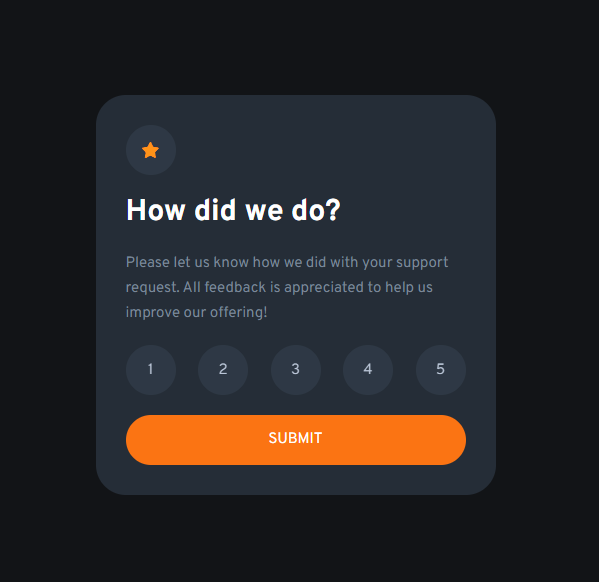 How did we do?
Please let us know how we did with your support
request. All feedback is appreciated to help us
improve our offering!
1 2 3 4 5
SUBMIT